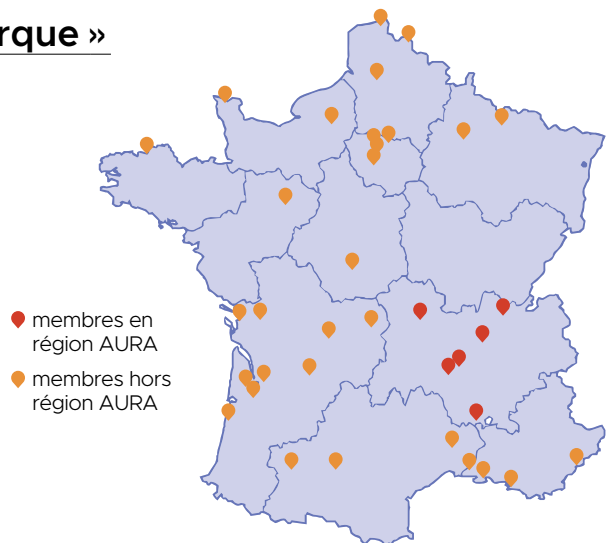 rque »
membres en
région AURA
membres hors
région AURA